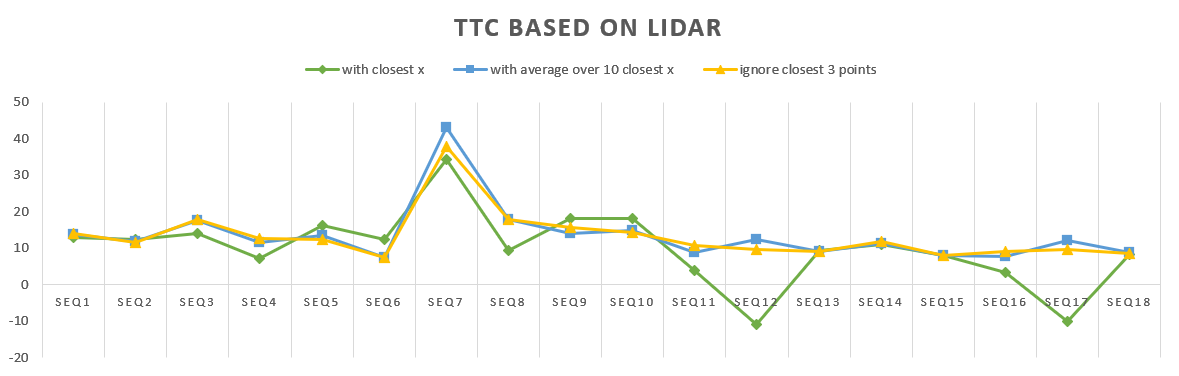 TTC BASED ON LIDAR
with closest x with average over 10 closest x ignore closest 3 points
50
40
30
20
10
0
SEQ1 SEQ2 SEQ3 SEQ4 SEQ5 SEQ6 SEQ7 SEQ8 SEQ9 SEQ10 SEQ11 SEQ12 SEQ13 SEQ14 SEQ15 SEQ16 SEQ17 SEQ18
-10
-20